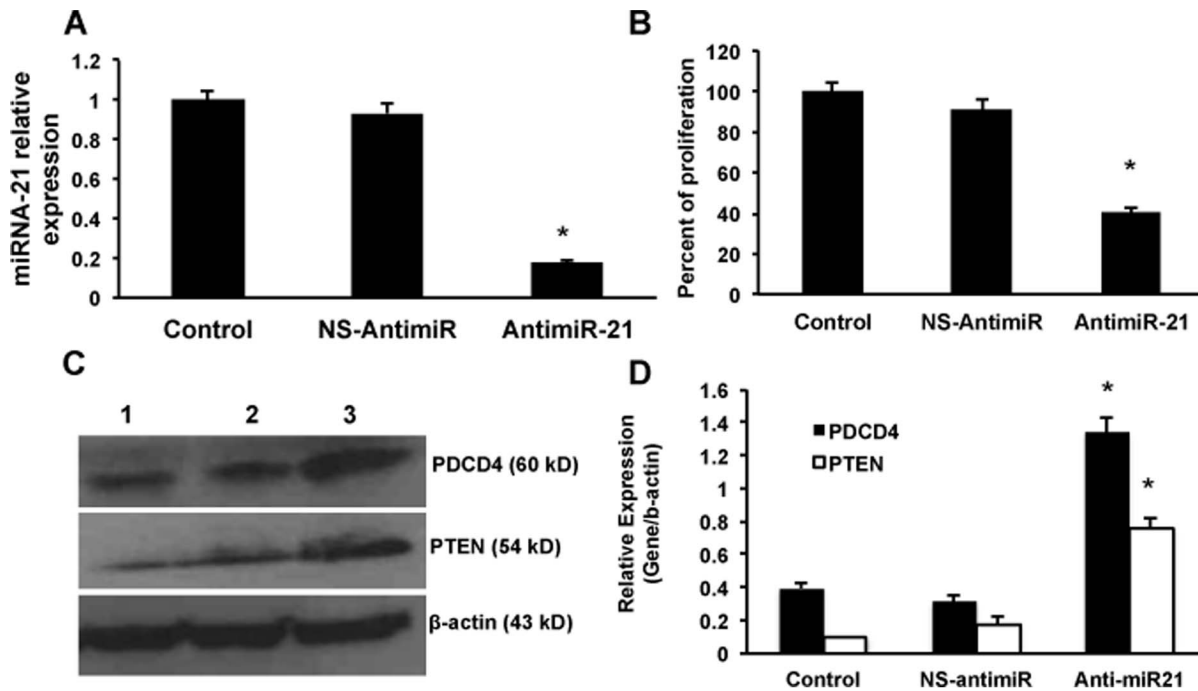 A
miRNA-21 relative
expression
1.2
1
0.8
0.6
0.4
0.2
0
*
Control NS-AntimiR AntimiR-21
B
Percent of proliferation
120
100
80
60
40
20
0
*
Control NS-AntimiR AntimiR-21
C
1 2 3
PDCD4 (60 kD)
PTEN (54 kD)
β-actin (43 kD)
D
Relative Expression
(Gene/b-actin)
1.6
1.4
1.2
1
0.8
0.6
0.4
0.2
0
PDCD4
PTEN
*
*
Control NS-antimiR Anti-miR21